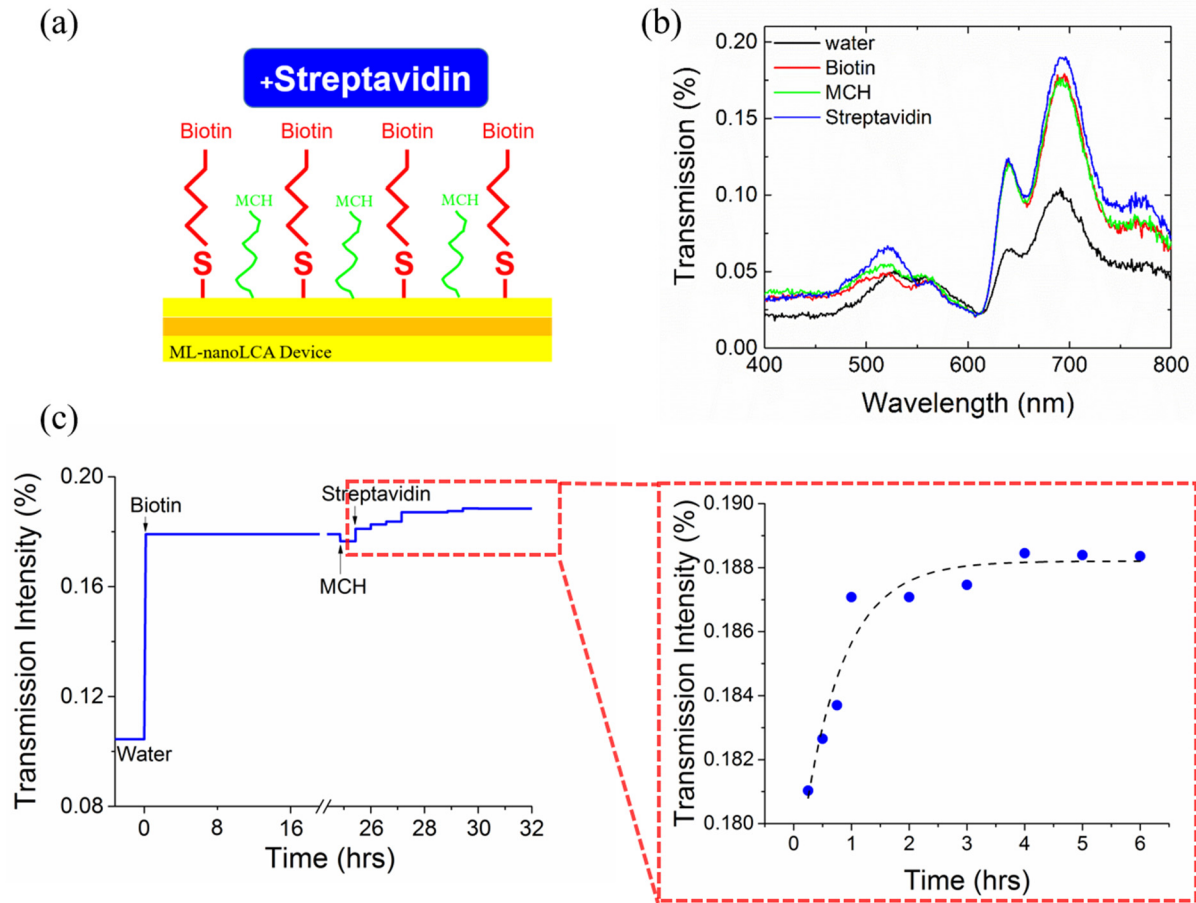 (a)
+Streptavidin
Biotin Biotin Biotin Biotin
MCH MCH MCH
S S S S
ML-nanoLCA Device
(b)
Transmission (%)
0.20
0.15
0.10
0.05
0.00
water
Biotin
MCH
Streptavidin
400 500 600 700 800
Wavelength (nm)
(c)
Transmission Intensity (%)
0.20
0.16
0.12
0.08
Biotin
Streptavidin
MCH
Water
0 16 26 28 30 32
Time (hrs)
Transmission Intensity (%)
0.190
0.188
0.186
0.184
0.182
0.180
0 1 2 3 4 5 6
Time (hrs)